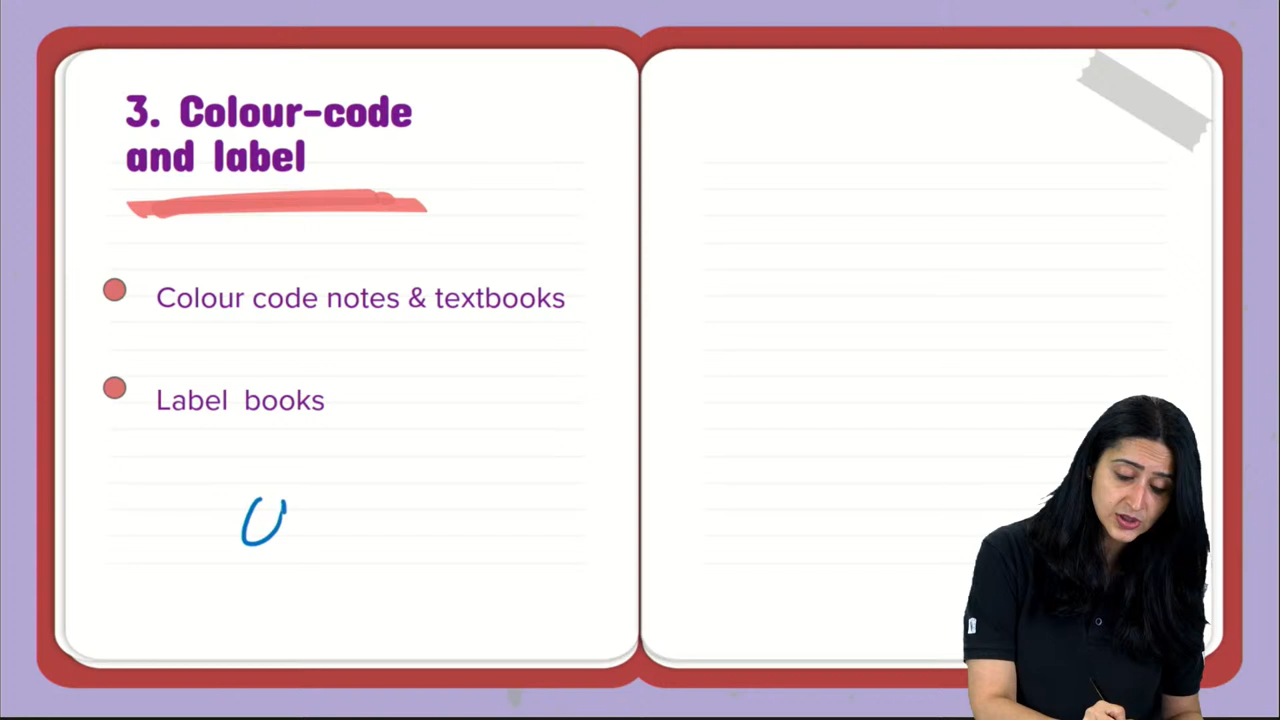 3. Colour-code
and label
Colour code notes & textbooks
Label books
U